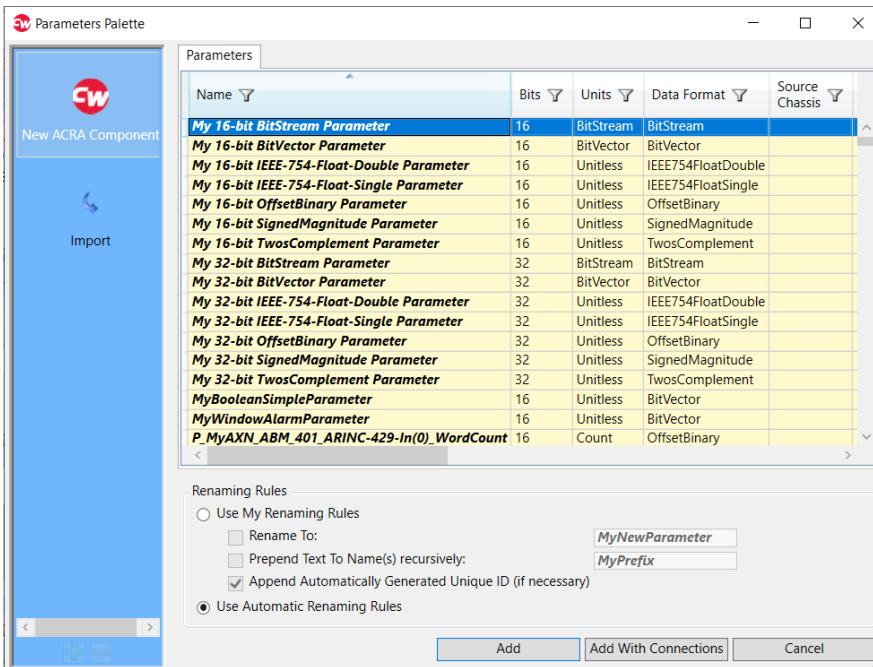 Parameters Palette
New ACRA Component
Import
Parameters
Name Bits Units Data Format Source Chassis
My 16-bit BitStream Parameter 16 BitStream BitStream
My 16-bit BitVector Parameter 16 BitVector BitVector
My 16-bit IEEE-754-Float-Double Parameter 16 Unitless IEEE754FloatDouble
My 16-bit IEEE-754-Float-Single Parameter 16 Unitless IEEE754FloatSingle
My 16-bit OffsetBinary Parameter 16 Unitless OffsetBinary
My 16-bit SignedMagnitude Parameter 16 Unitless SignedMagnitude
My 16-bit TwosComplement Parameter 16 Unitless TwosComplement
My 32-bit BitStream Parameter 32 BitStream BitStream
My 32-bit BitVector Parameter 32 BitVector BitVector
My 32-bit IEEE-754-Float-Double Parameter 32 Unitless IEEE754FloatDouble
My 32-bit IEEE-754-Float-Single Parameter 32 Unitless IEEE754FloatSingle
My 32-bit OffsetBinary Parameter 32 Unitless OffsetBinary
My 32-bit SignedMagnitude Parameter 32 Unitless SignedMagnitude
My 32-bit TwosComplement Parameter 32 Unitless TwosComplement
MyBooleanSimpleParameter 16 Unitless BitVector
MyWindowAlarmParameter 16 Unitless BitVector
P_MyAXN_ABM_401_ARINC-429-In(0)_WordCount 16 Count OffsetBinary
Renaming Rules
Use My Renaming Rules
Rename To: MyNewParameter
Prepend Text To Name(s) recursively: MyPrefix
Append Automatically Generated Unique ID (if necessary)
Use Automatic Renaming Rules
Add Add With Connections Cancel